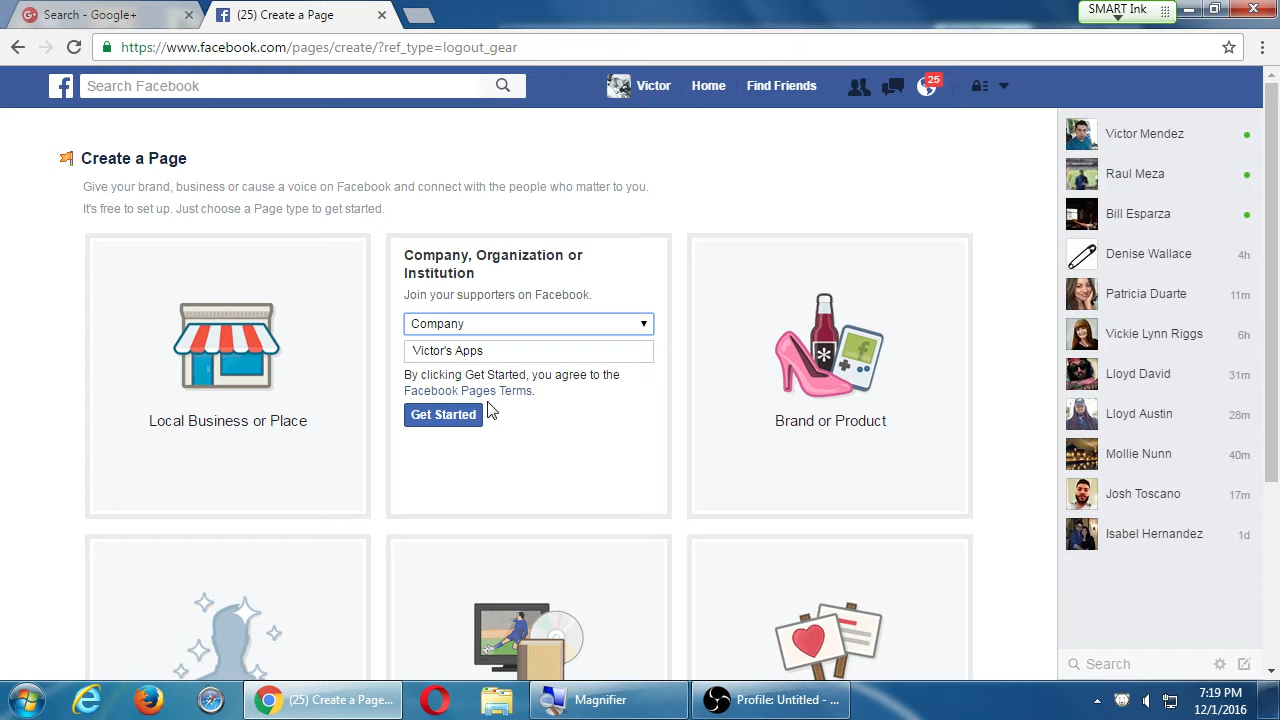 Search - Google+
(25) Create a Page
SMART Ink
https://www.facebook.com/pages/create/?ref_type=logout_gear
Search Facebook
Victor
Home
Find Friends
25
Create a Page
Give your brand, business or cause a voice on Facebook and connect with the people who matter to you.
It's free to set up. Just choose a Page type to get started.
Local Business or Place
Company, Organization or
Institution
Join your supporters on Facebook.
Company
Victor's Apps
By clicking Get Started, you agree to the
Facebook Pages Terms.
Get Started
Brand or Product
Victor Mendez
Raul Meza
Bill Esparza
Denise Wallace 4h
Patricia Duarte 11m
Vickie Lynn Riggs 6h
Lloyd David 31m
Lloyd Austin 28m
Mollie Nunn 40m
Josh Toscano 17m
Isabel Hernandez 1d
Search
(25) Create a Page...
Magnifier
Profile: Untitled - ...
7:19 PM
12/1/2016